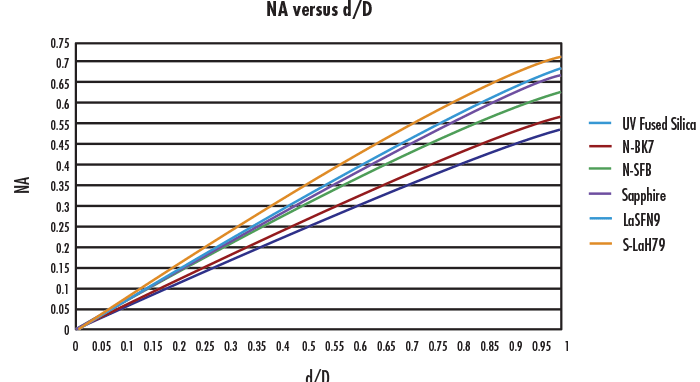 NA versus d/D
0.75
0.7
0.65
0.6
0.55
0.5
0.45
0.4
0.35
0.3
0.25
0.2
0.15
0.1
0.05
0
NA
0 0.05 0.1 0.15 0.2 0.25 0.3 0.35 0.4 0.45 0.5 0.55 0.6 0.65 0.7 0.75 0.8 0.85 0.9 0.95 1
d/D
UV Fused Silica
N-BK7
N-SFB
Sapphire
LaSFN9
S-LaH79